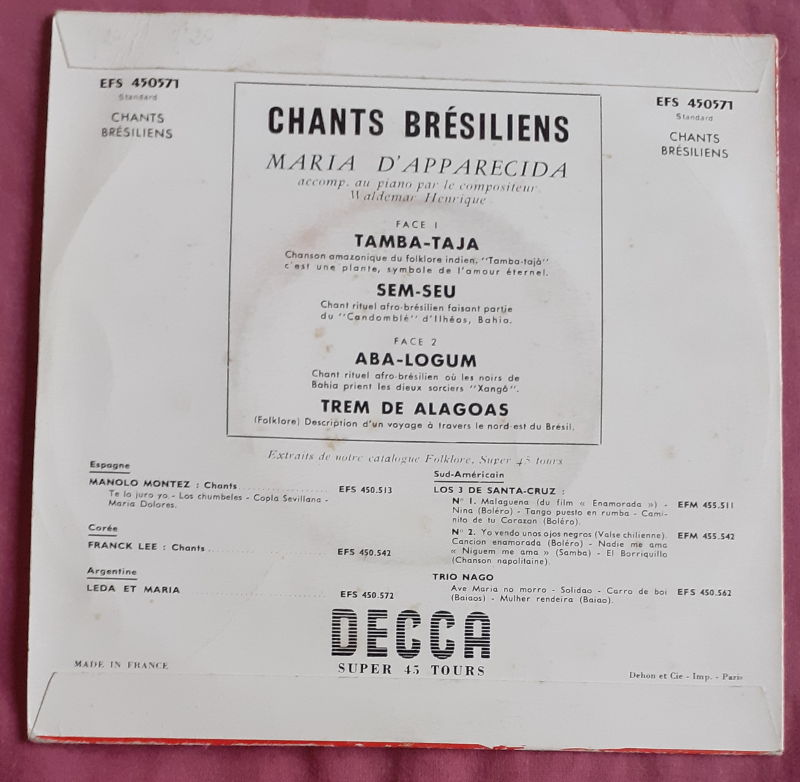 EFS 450571
Standard
CHANTS
BRÉSILIENS
EFS 450571
Standard
CHANTS
BRÉSILIENS
CHANTS BRÉSILIENS
MARIA D'APPARECIDA
accomp. au piano par le compositeur
Waldemar Henrique
FACE 1
TAMBA-TAJA
Chanson amazonique du folklore indien. "Tamba-tajà"
c'est une plante, symbole de l'amour éternel.
SEM-SEU
Chant rituel afro-brésilien faisant partie
du "Candomblé" d'Ilhéos, Bahia.
FACE 2
ABA-LOGUM
Chant rituel afro-brésilien où les noirs de
Bahia prient les dieux sorciers "Xangô".
TREM DE ALAGOAS
(Folklore) Description d'un voyage à travers le nord-est du Brésil.
Extraits de notre catalogue Folklore, Super 45 tours
Espagne
MANOLO MONTEZ : Chants .................... EFS 450.513
Te lo juro yo - Los chumbeles - Copla Sevillana -
Maria Dolores.
Corée
FRANCK LEE : Chants .................... EFS 450.542
Argentine
LEDA ET MARIA .................... EFS 450.572
Sud-Américain
LOS 3 DE SANTA-CRUZ :
N° 1. Malaguena (du film « Enamorada ») - EFM 455.511
Nina (Boléro) - Tango puesto en rumba - Cami-
nito de tu Corazon (Boléro).
N° 2. Yo vendo unos ojos negros (Valse chilienne). EFM 455.542
Cancion enamorada (Boléro) - Nadie me ama
« Niguem me ama » (Samba) - El Borriquillo
(Chanson napolitaine).
TRIO NAGO
Ave Maria no morro - Solidao - Carro de boi EFS 450.562
(Baiaos) - Mulher rendeira (Baiao).
DECCA
SUPER 45 TOURS
MADE IN FRANCE
Dehon et Cie - Imp. - Paris